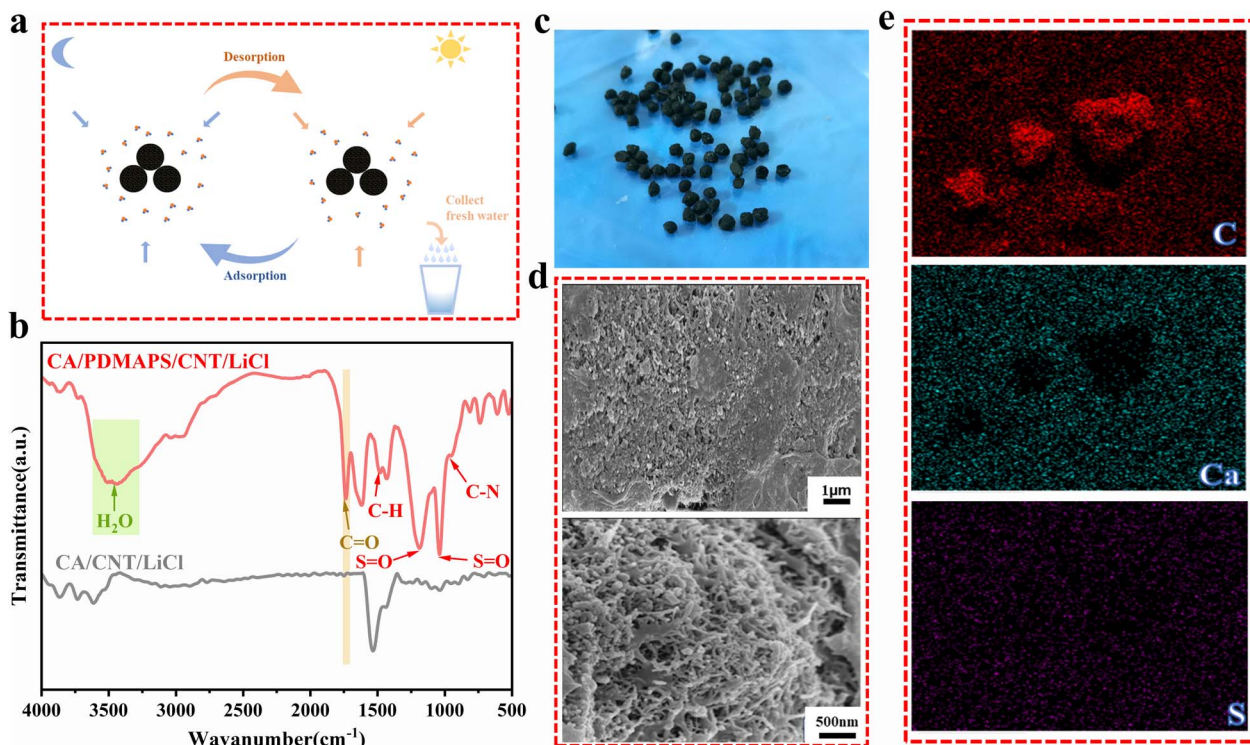 a
Desorption
Collect
fresh water
Adsorption
b
CA/PDMAPS/CNT/LiCl
H₂O
C=O
C-H
S=O
S=O
C-N
CA/CNT/LiCl
Transmittance(a.u.)
4000 3500 3000 2500 2000 1500 1000 500
Wavanumber(cm⁻¹)
c
d
1μm
500nm
e
C
Ca
S